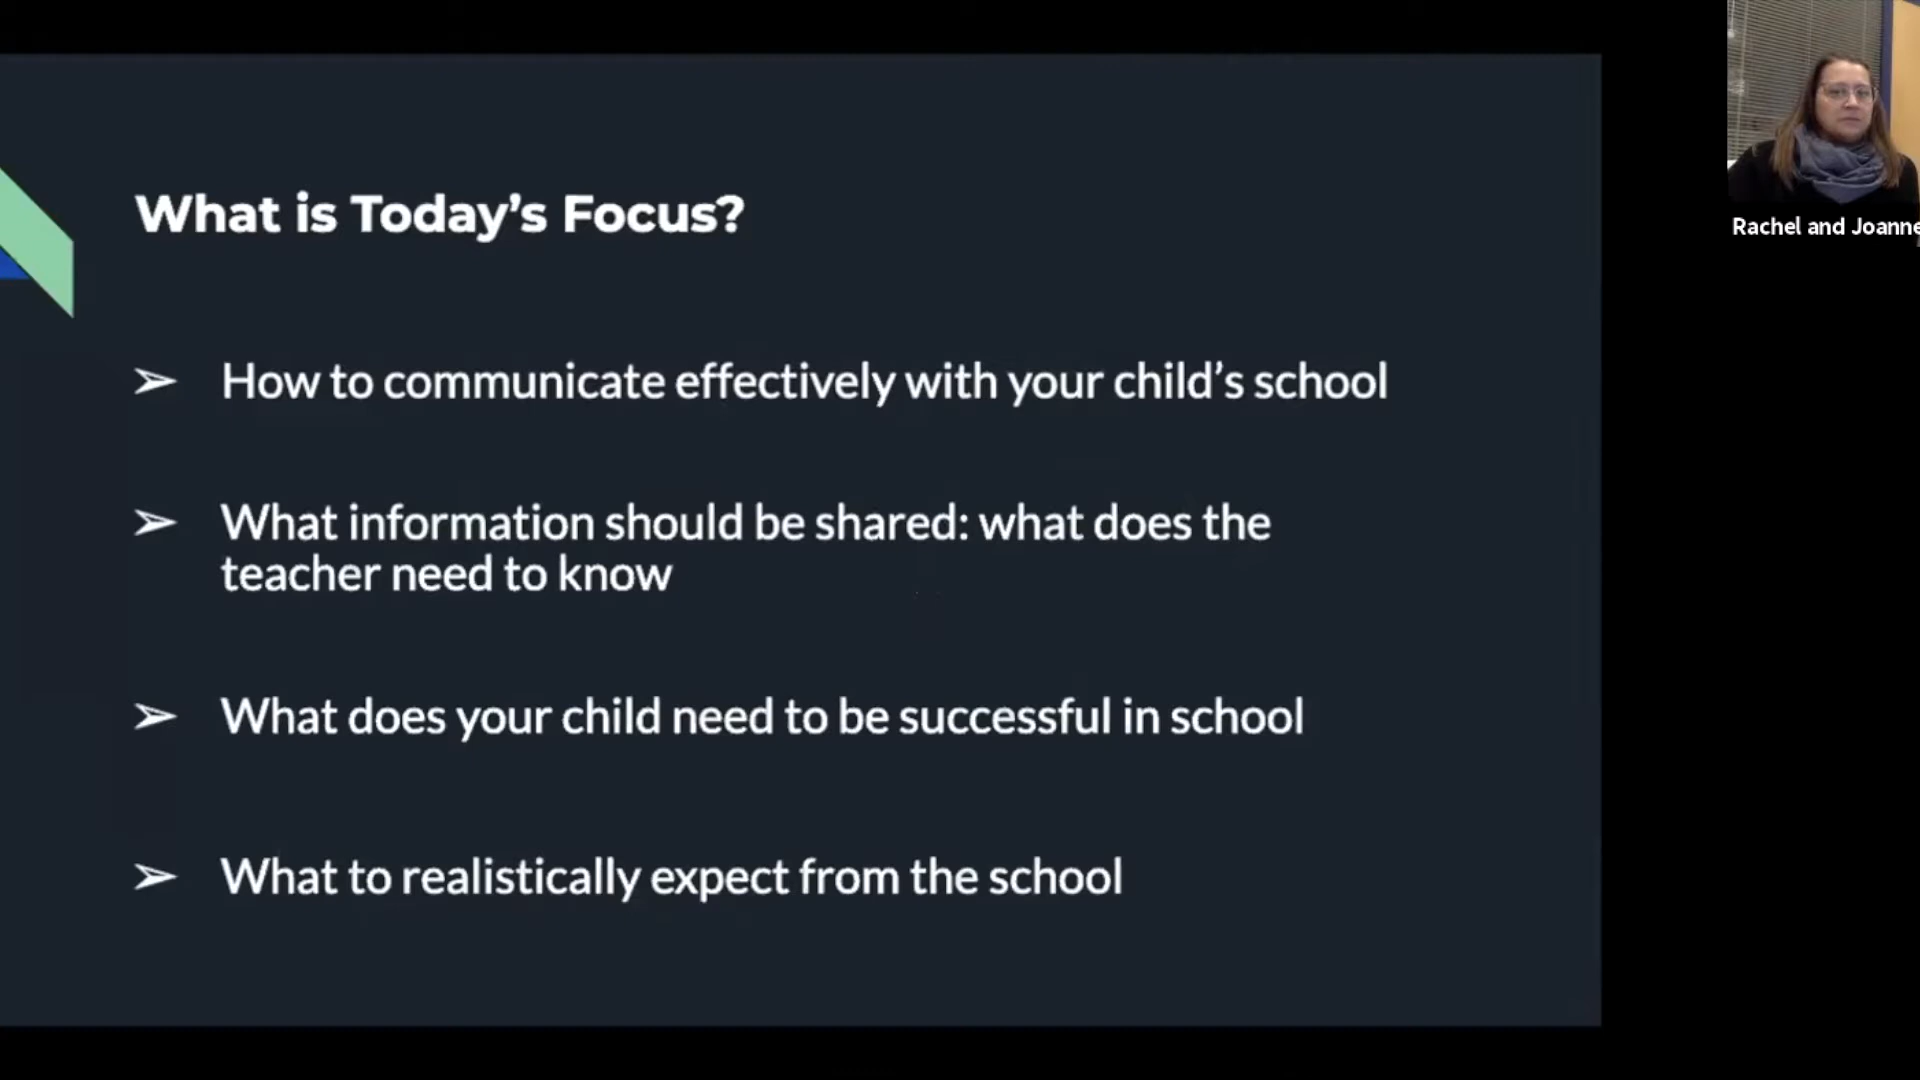 What is Today's Focus?
➢ How to communicate effectively with your child's school
➢ What information should be shared: what does the
teacher need to know
➢ What does your child need to be successful in school
➢ What to realistically expect from the school
Rachel and Joanne